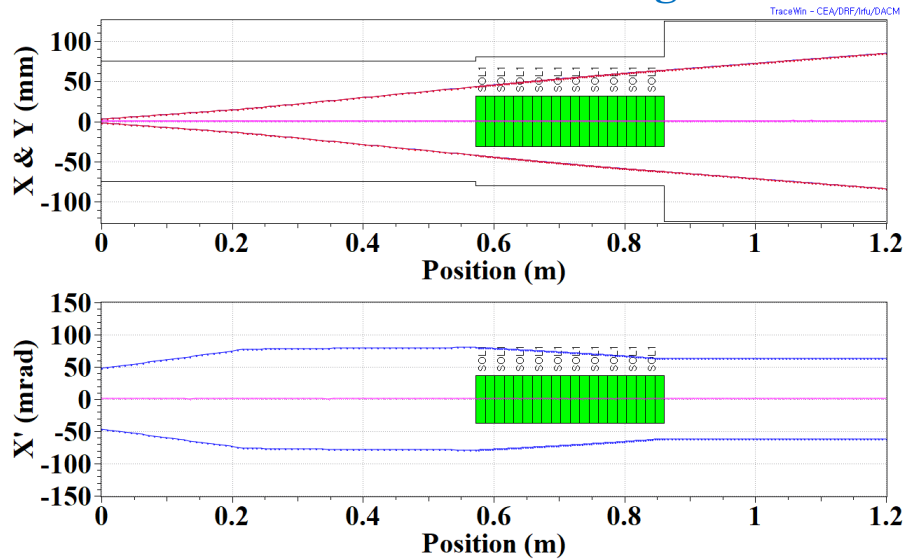 TraceWin - CEA/DRF/Irfu/DACM
X & Y (mm)
100
50
0
-50
-100
SOL1 SOL1 SOL1 SOL1 SOL1 SOL1 SOL1 SOL1 SOL1 SOL1
0 0.2 0.4 0.6 0.8 1 1.2
Position (m)
X' (mrad)
150
100
50
0
-50
-100
-150
SOL1 SOL1 SOL1 SOL1 SOL1 SOL1 SOL1 SOL1 SOL1 SOL1
0 0.2 0.4 0.6 0.8 1 1.2
Position (m)